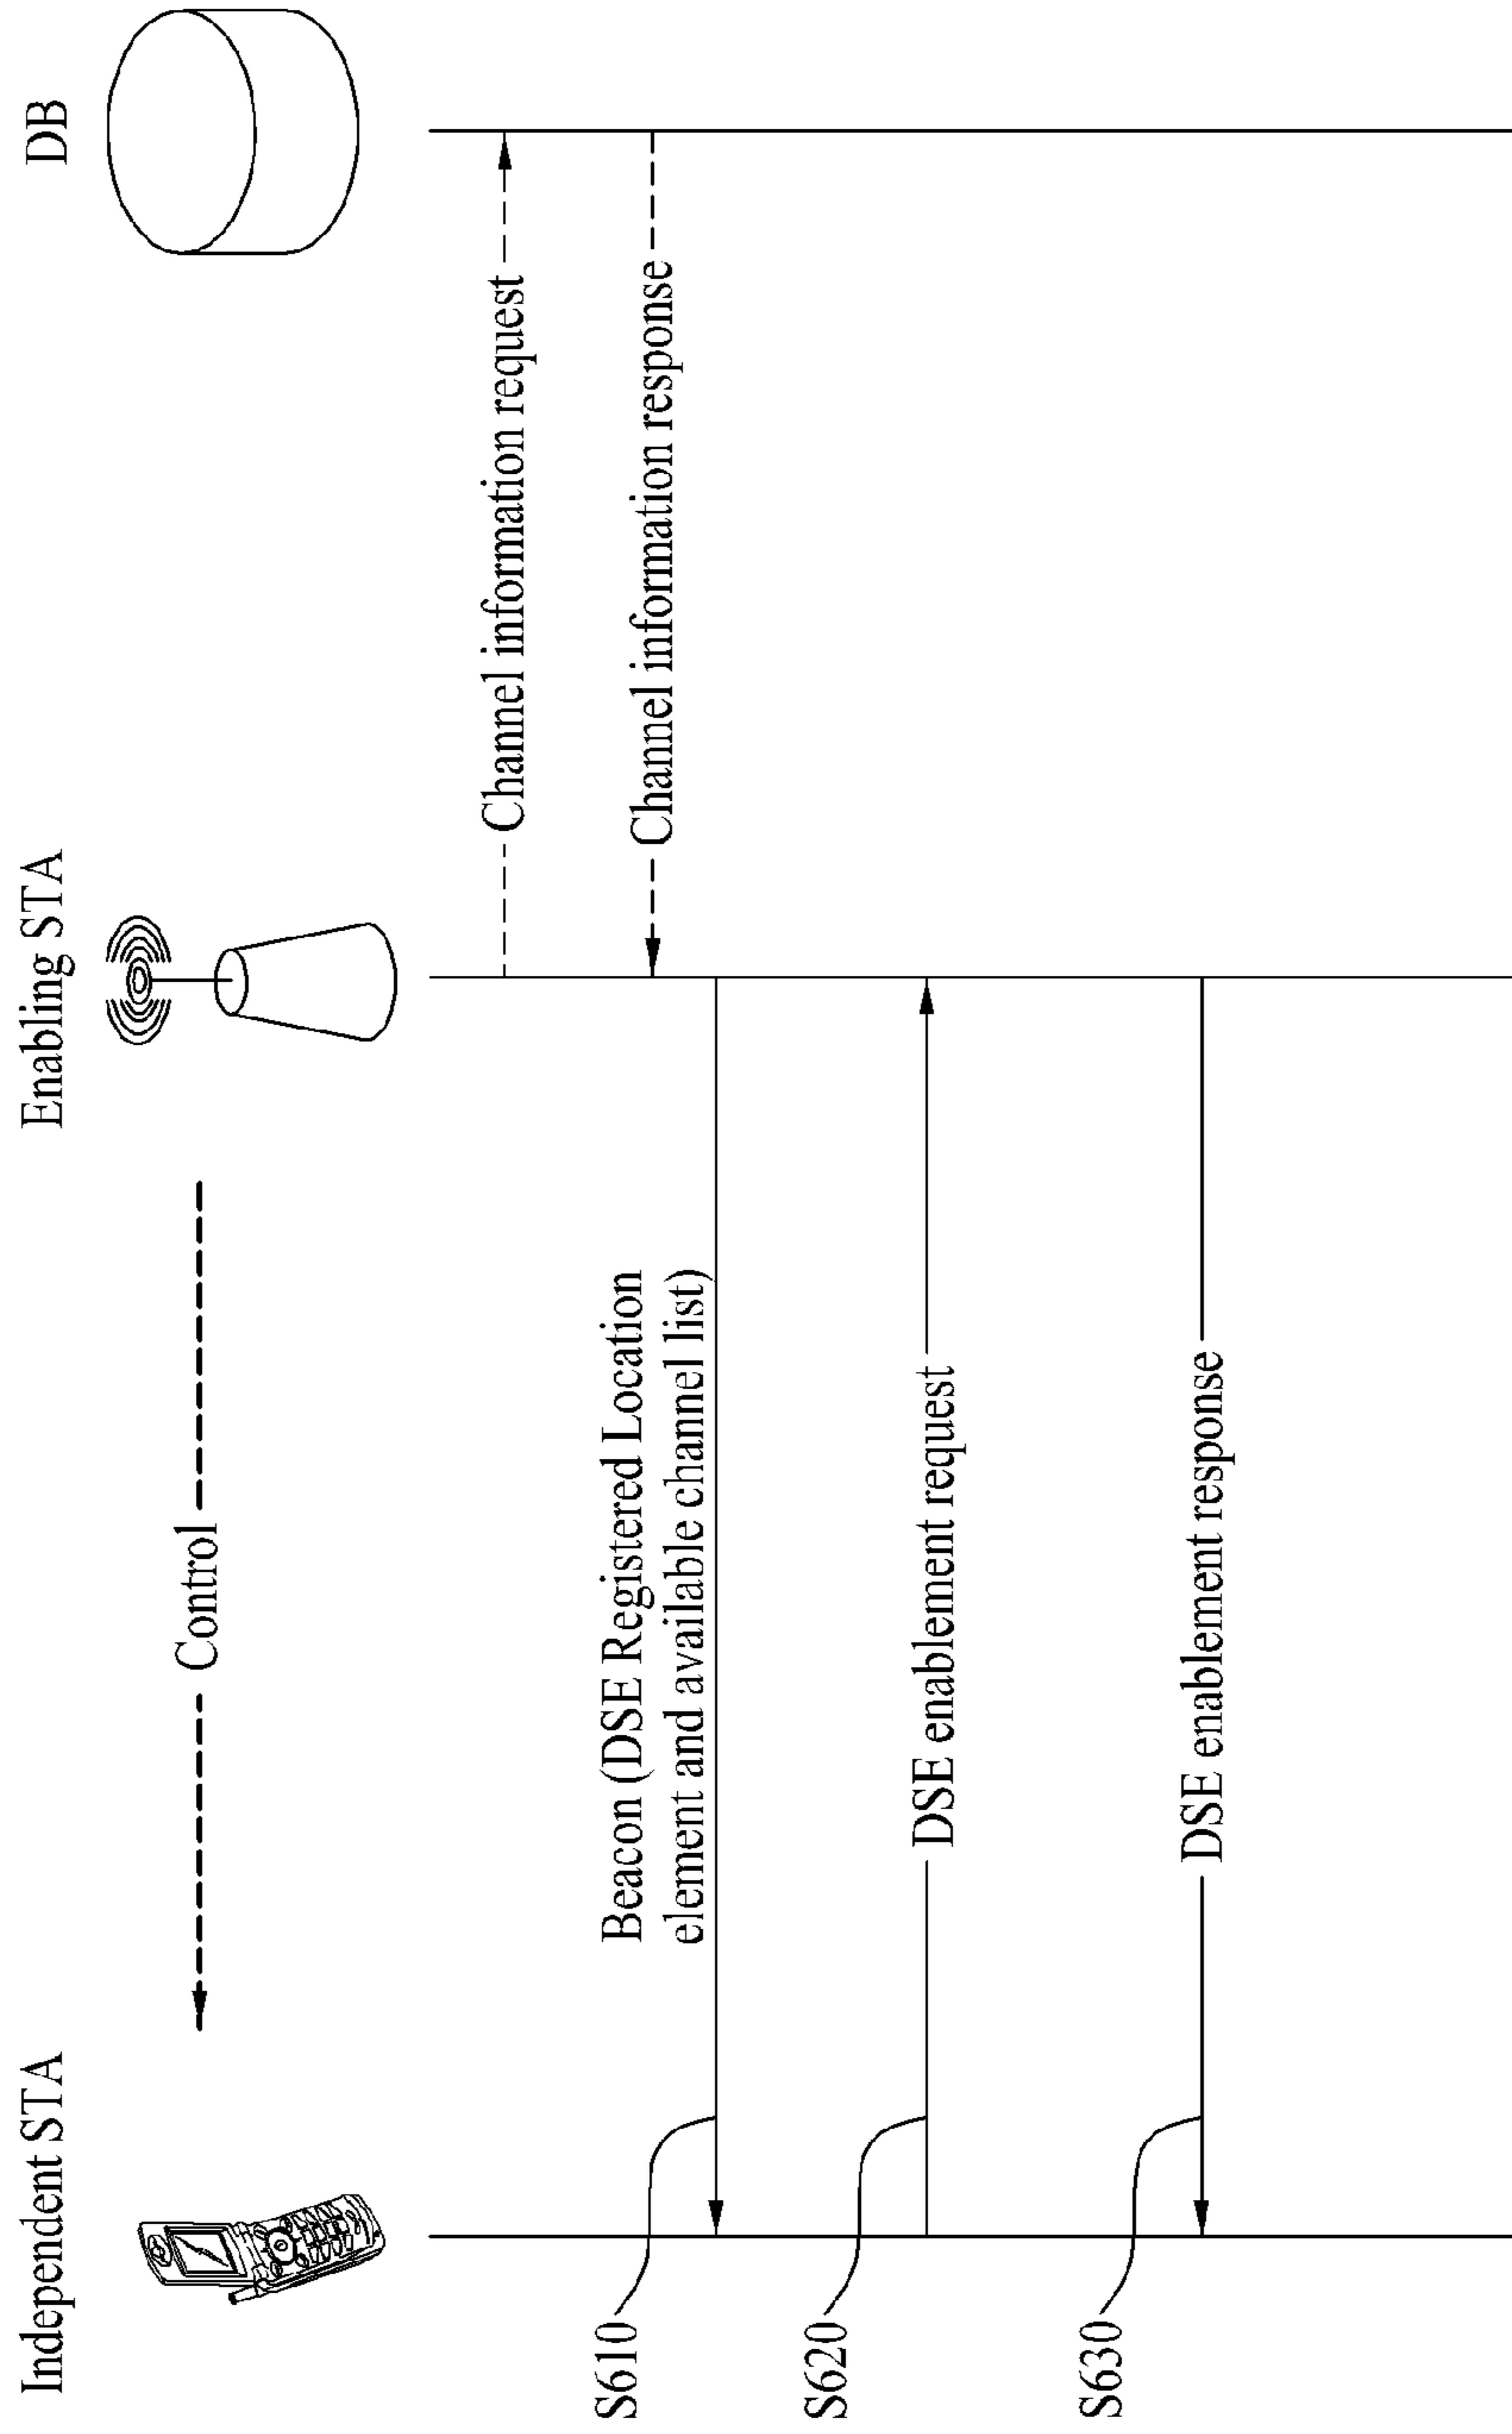 Independent STA
Enabling STA
DB
Control
Channel information request
Channel information response
S610
Beacon (DSE Registered Location
element and available channel list)
S620
DSE enablement request
S630
DSE enablement response